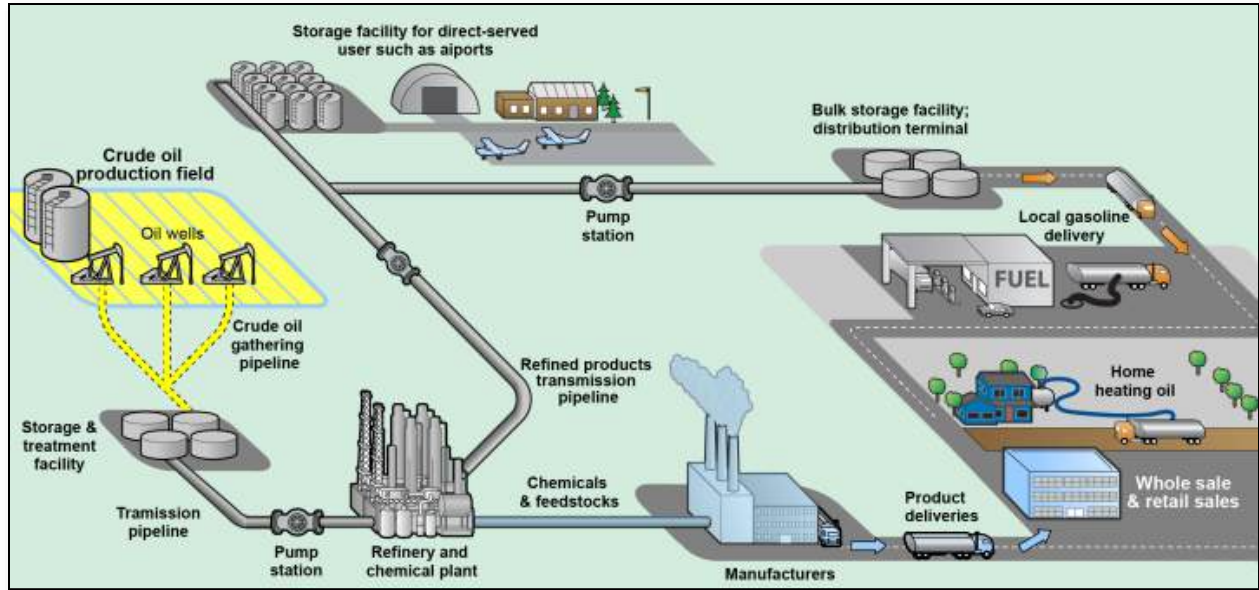 Storage facility for direct-served
user such as aiports
Bulk storage facility;
distribution terminal
Crude oil
production field
Oil wells
Pump
station
Local gasoline
delivery
FUEL
Crude oil
gathering
pipeline
Refined products
transmission
pipeline
Home
heating oil
Storage &
treatment
facility
Chemicals
& feedstocks
Whole sale
& retail sales
Product
deliveries
Tramission
pipeline
Pump
station
Refinery and
chemical plant
Manufacturers